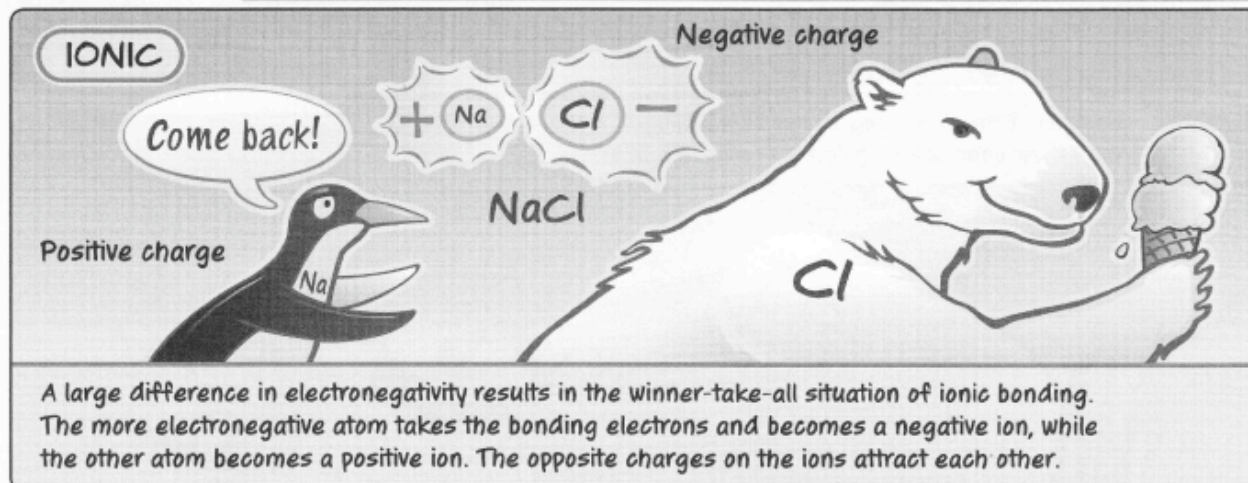 IONIC
Negative charge
+ Na Cl –
Come back!
NaCl
Positive charge
Na
Cl
A large difference in electronegativity results in the winner-take-all situation of ionic bonding.
The more electronegative atom takes the bonding electrons and becomes a negative ion, while
the other atom becomes a positive ion. The opposite charges on the ions attract each other.